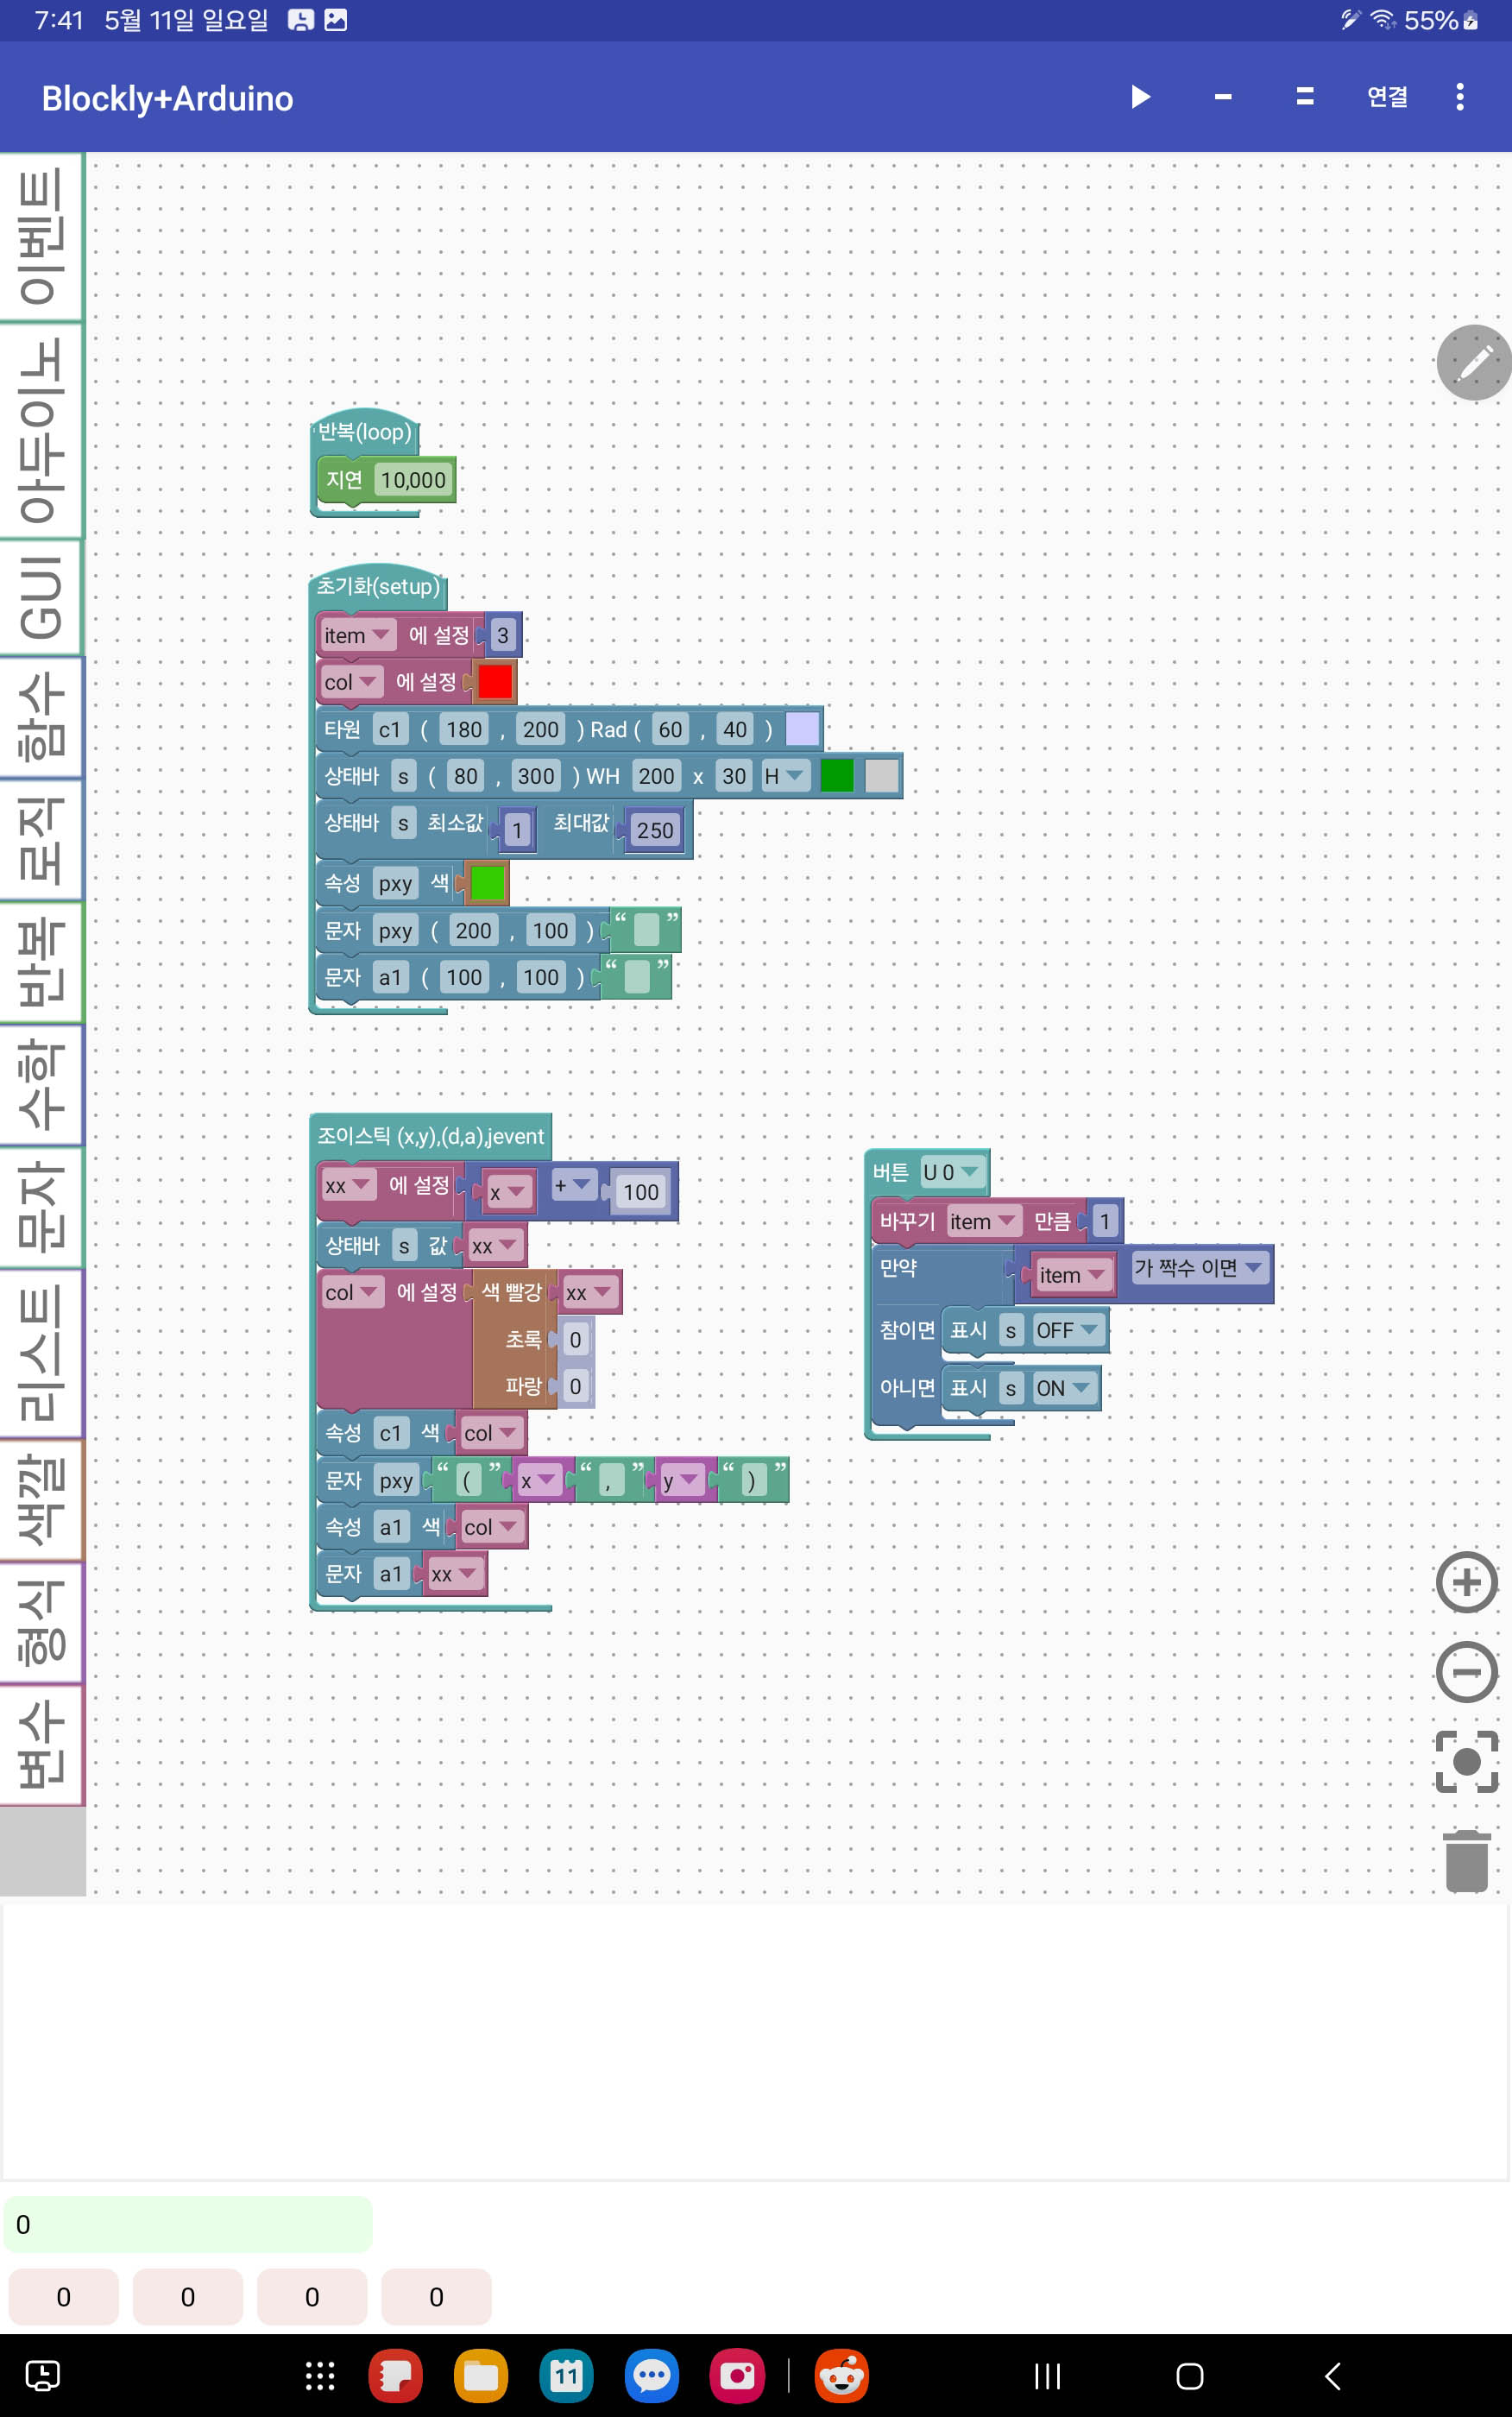 7:41 5월 11일 일요일 55%
Blockly+Arduino 연결
이벤트
아두이노
GUI
함수
로직
반복
수학
문자
리스트
색깔
형식
변수
반복(loop)
지연 10,000
초기화(setup)
item 에 설정 3
col 에 설정
타원 c1 ( 180 , 200 ) Rad ( 60 , 40 )
상태바 s ( 80 , 300 ) WH 200 x 30 H
상태바 s 최소값 1 최대값 250
속성 pxy 색
문자 pxy ( 200 , 100 ) “ ”
문자 a1 ( 100 , 100 ) “ ”
조이스틱 (x,y),(d,a),jevent
xx 에 설정 x + 100
상태바 s 값 xx
col 에 설정 색 빨강 xx
초록 0
파랑 0
속성 c1 색 col
문자 pxy “ ( ” x “ , ” y “ ) ”
속성 a1 색 col
문자 a1 xx
버튼 U 0
바꾸기 item 만큼 1
만약 item 가 짝수 이면
참이면 표시 s OFF
아니면 표시 s ON
0
0 0 0 0
11